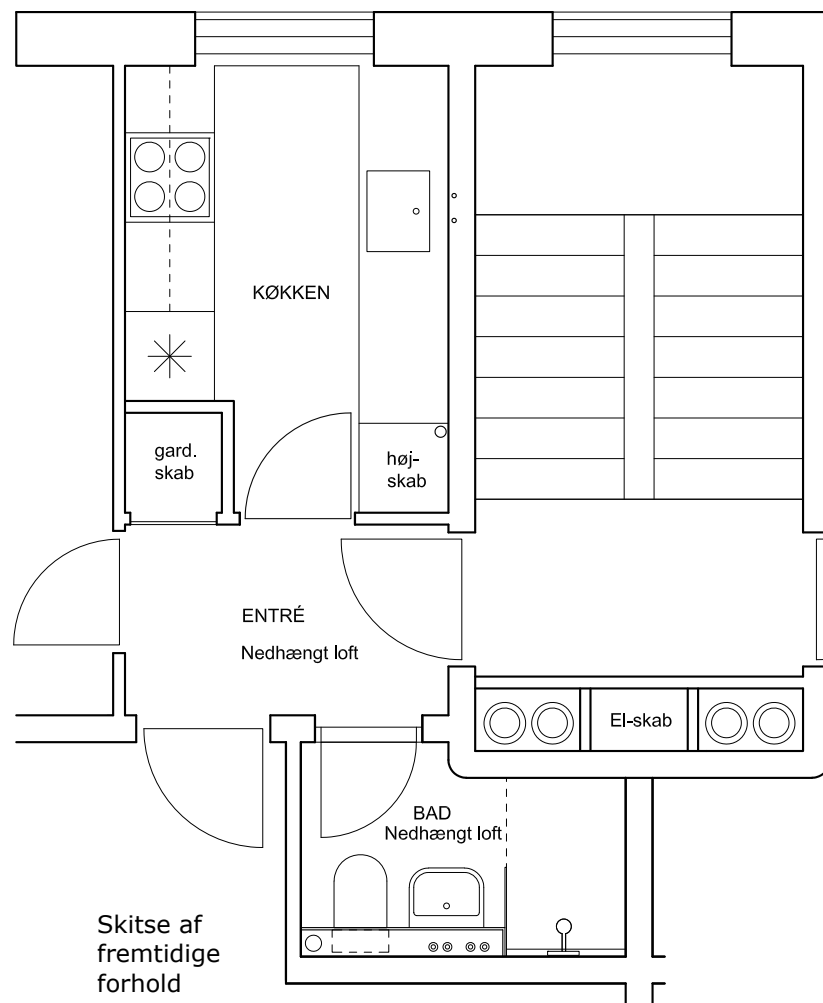 KØKKEN
gard.
skab
høj-
skab
ENTRÉ
Nedhængt loft
El-skab
BAD
Nedhængt loft
Skitse af
fremtidige
forhold